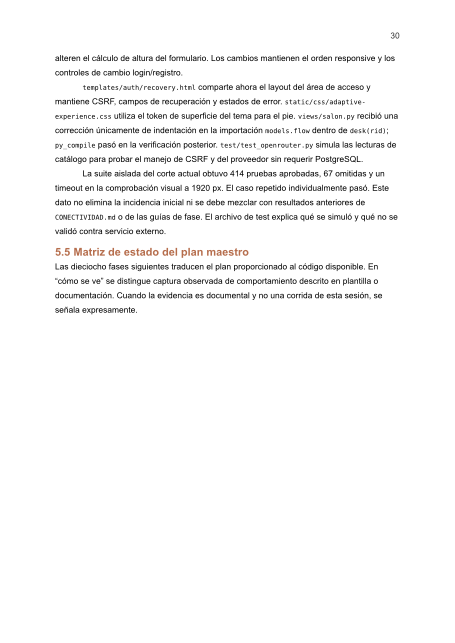 30
alteren el cálculo de altura del formulario. Los cambios mantienen el orden responsive y los
controles de cambio login/registro.
templates/auth/recovery.html comparte ahora el layout del área de acceso y
mantiene CSRF, campos de recuperación y estados de error. static/css/adaptive-
experience.css utiliza el token de superficie del tema para el pie. views/salon.py recibió una
corrección únicamente de indentación en la importación models.flow dentro de desk(rid);
py_compile pasó en la verificación posterior. test/test_openrouter.py simula las lecturas de
catálogo para probar el manejo de CSRF y del proveedor sin requerir PostgreSQL.
La suite aislada del corte actual obtuvo 414 pruebas aprobadas, 67 omitidas y un
timeout en la comprobación visual a 1920 px. El caso repetido individualmente pasó. Este
dato no elimina la incidencia inicial ni se debe mezclar con resultados anteriores de
CONECTIVIDAD.md o de las guías de fase. El archivo de test explica qué se simuló y qué no se
validó contra servicio externo.
5.5 Matriz de estado del plan maestro
Las dieciocho fases siguientes traducen el plan proporcionado al código disponible. En
“cómo se ve” se distingue captura observada de comportamiento descrito en plantilla o
documentación. Cuando la evidencia es documental y no una corrida de esta sesión, se
señala expresamente.